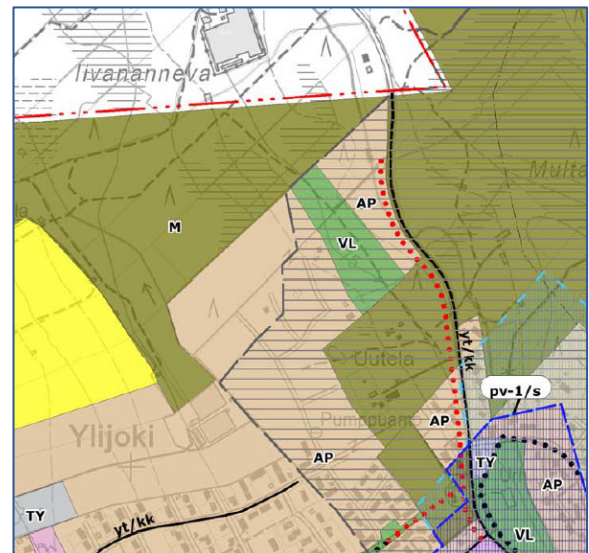 Iivananneva
Multa
AP
M
VL
Uutela
yt/kk
pv-1/s
Pumppuam
AP
Ylijoki
AP
TY
AP
TY
yt/kk
VL